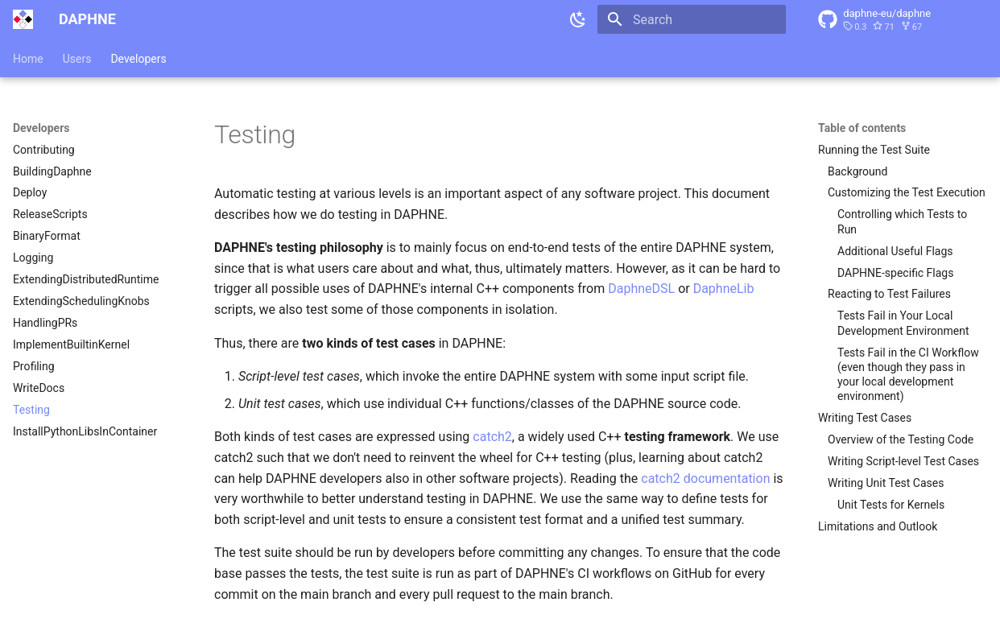 DAPHNE
Search
daphne-eu/daphne
0.3 71 67
Home Users Developers
Developers
Contributing
BuildingDaphne
Deploy
ReleaseScripts
BinaryFormat
Logging
ExtendingDistributedRuntime
ExtendingSchedulingKnobs
HandlingPRs
ImplementBuiltinKernel
Profiling
WriteDocs
Testing
InstallPythonLibsInContainer
Testing
Automatic testing at various levels is an important aspect of any software project. This document
describes how we do testing in DAPHNE.
DAPHNE's testing philosophy is to mainly focus on end-to-end tests of the entire DAPHNE system,
since that is what users care about and what, thus, ultimately matters. However, as it can be hard to
trigger all possible uses of DAPHNE's internal C++ components from DaphneDSL or DaphneLib
scripts, we also test some of those components in isolation.
Thus, there are two kinds of test cases in DAPHNE:
1. Script-level test cases, which invoke the entire DAPHNE system with some input script file.
2. Unit test cases, which use individual C++ functions/classes of the DAPHNE source code.
Both kinds of test cases are expressed using catch2, a widely used C++ testing framework. We use
catch2 such that we don't need to reinvent the wheel for C++ testing (plus, learning about catch2
can help DAPHNE developers also in other software projects). Reading the catch2 documentation is
very worthwhile to better understand testing in DAPHNE. We use the same way to define tests for
both script-level and unit tests to ensure a consistent test format and a unified test summary.
The test suite should be run by developers before committing any changes. To ensure that the code
base passes the tests, the test suite is run as part of DAPHNE's CI workflows on GitHub for every
commit on the main branch and every pull request to the main branch.
Table of contents
Running the Test Suite
Background
Customizing the Test Execution
Controlling which Tests to
Run
Additional Useful Flags
DAPHNE-specific Flags
Reacting to Test Failures
Tests Fail in Your Local
Development Environment
Tests Fail in the CI Workflow
(even though they pass in
your local development
environment)
Writing Test Cases
Overview of the Testing Code
Writing Script-level Test Cases
Writing Unit Test Cases
Unit Tests for Kernels
Limitations and Outlook